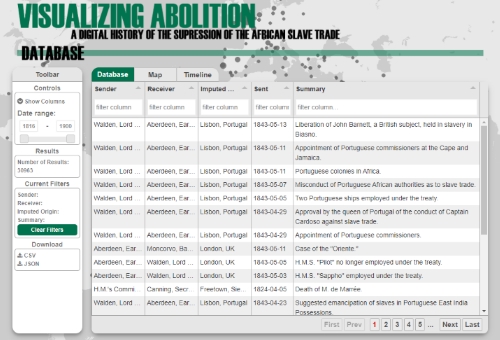 VISUALIZING ABOLITION
A DIGITAL HISTORY OF THE SUPRESSION OF THE AFRICAN SLAVE TRADE
DATABASE
Toolbar
Controls
Show Columns
Date range:
1816 - 1900
Results
Number of Results:
10963
Current Filters
Sender:
Receiver:
Imputed Origin:
Summary:
Clear Filters
Download
CSV
JSON
Database Map Timeline
Sender Receiver Imputed ... Sent Summary
filter column filter column filter column filter column filter column...
Walden, Lord ... Aberdeen, Ear... Lisbon, Portugal 1843-05-13 Liberation of John Barnett, a British subject, held in slavery in
Biasno.
Walden, Lord ... Aberdeen, Ear... Lisbon, Portugal 1843-06-11 Appointment of Portuguese commissioners at the Cape and
Jamaica.
Walden, Lord ... Aberdeen, Ear... Lisbon, Portugal 1843-06-11 Portuguese colonies in Africa.
Walden, Lord ... Aberdeen, Ear... Lisbon, Portugal 1843-05-07 Misconduct of Portuguese African authorities as to slave trade.
Walden, Lord ... Aberdeen, Ear... Lisbon, Portugal 1843-05-05 Two Portuguese ships employed under the treaty.
Walden, Lord ... Aberdeen, Ear... Lisbon, Portugal 1843-04-29 Approval by the queen of Portugal of the conduct of Captain
Cardoso against slave trade.
Walden, Lord ... Aberdeen, Ear... Lisbon, Portugal 1843-04-29 Appointment of Portuguese commissioners.
Aberdeen, Ear... Moncorvo, Ba... London, UK 1843-06-11 Case of the "Oriente."
Aberdeen, Ear... Walden, Lord ... London, UK 1843-05-05 H.M.S. "Pilot" no longer employed under the treaty.
Aberdeen, Ear... Walden, Lord ... London, UK 1843-05-03 H.M.S. "Sappho" employed under the treaty.
H.M.'s Commi... Canning, Secr... Freetown, Sie... 1824-04-05 Death of M. de Marrée.
Walden, Lord ... Aberdeen, Ear... Lisbon, Portugal 1843-04-23 Suggested emancipation of slaves in Portuguese East India
Possessions.
First Prev 1 2 3 4 5 ... Next Last